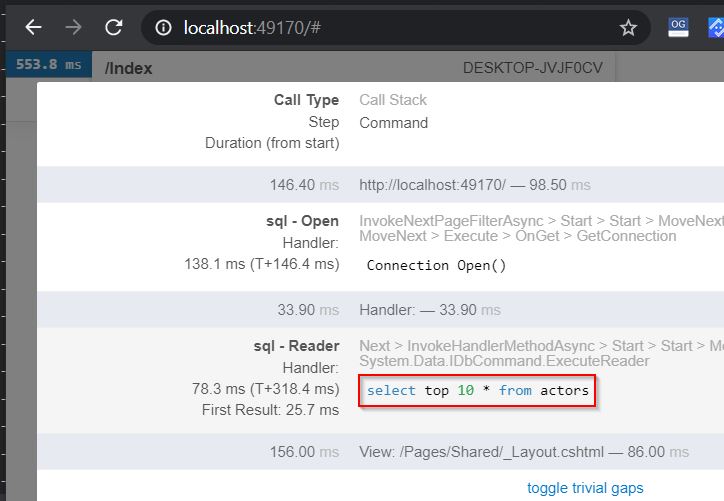 localhost:49170/#
OG
553.8 ms /Index DESKTOP-JVJF0CV
Call Type Call Stack
Step Command
Duration (from start)
146.40 ms http://localhost:49170/ — 98.50 ms
sql - Open InvokeNextPageFilterAsync > Start > Start > MoveNext
Handler: MoveNext > Execute > OnGet > GetConnection
138.1 ms (T+146.4 ms) Connection Open()
33.90 ms Handler: — 33.90 ms
sql - Reader Next > InvokeHandlerMethodAsync > Start > Start >
Handler: System.Data.IDbCommand.ExecuteReader
78.3 ms (T+318.4 ms) select top 10 * from actors
First Result: 25.7 ms
156.00 ms View: /Pages/Shared/_Layout.cshtml — 86.00 ms
toggle trivial gaps